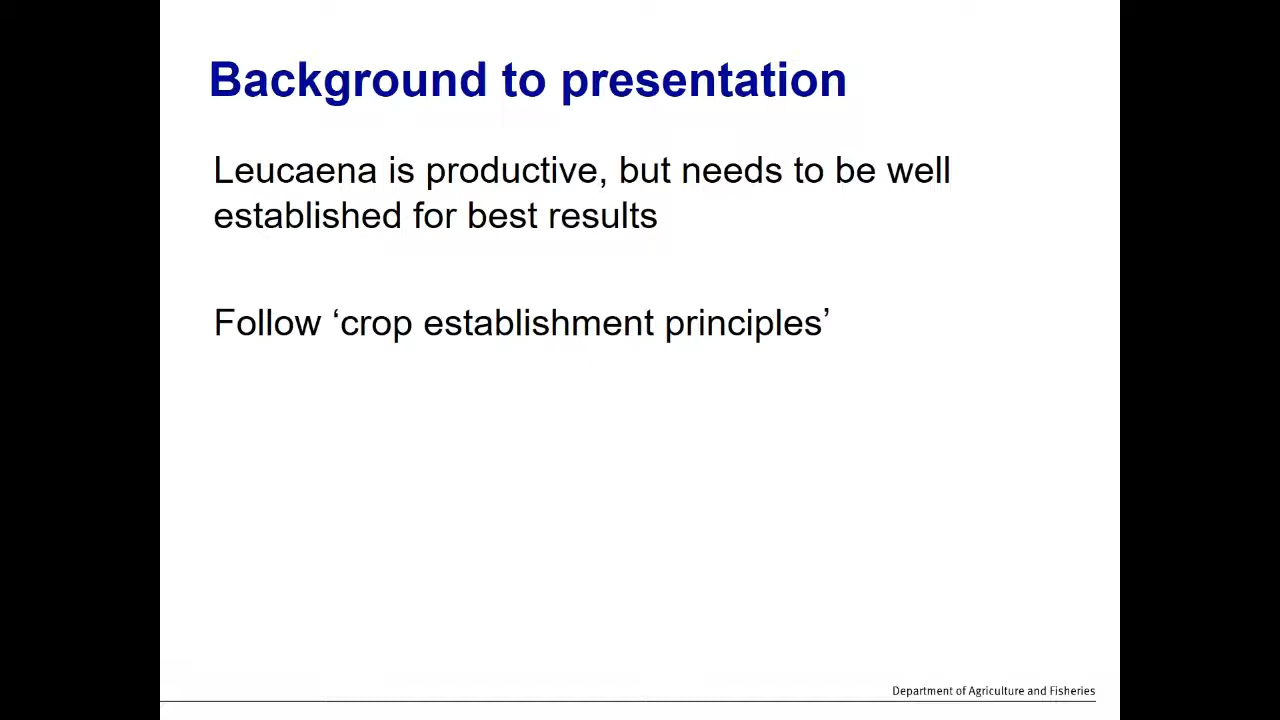 Background to presentation
Leucaena is productive, but needs to be well
established for best results
Follow ‘crop establishment principles’
Department of Agriculture and Fisheries